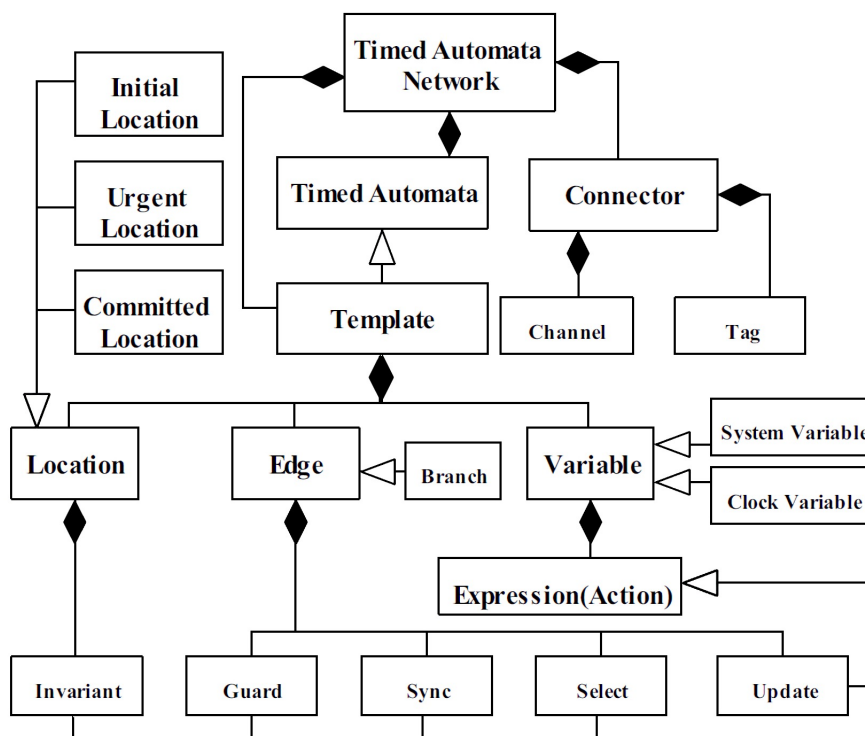 Timed Automata
Network
Initial
Location
Urgent
Location
Committed
Location
Timed Automata
Connector
Template
Channel
Tag
Location
Edge
Branch
Variable
System Variable
Clock Variable
Expression(Action)
Invariant
Guard
Sync
Select
Update